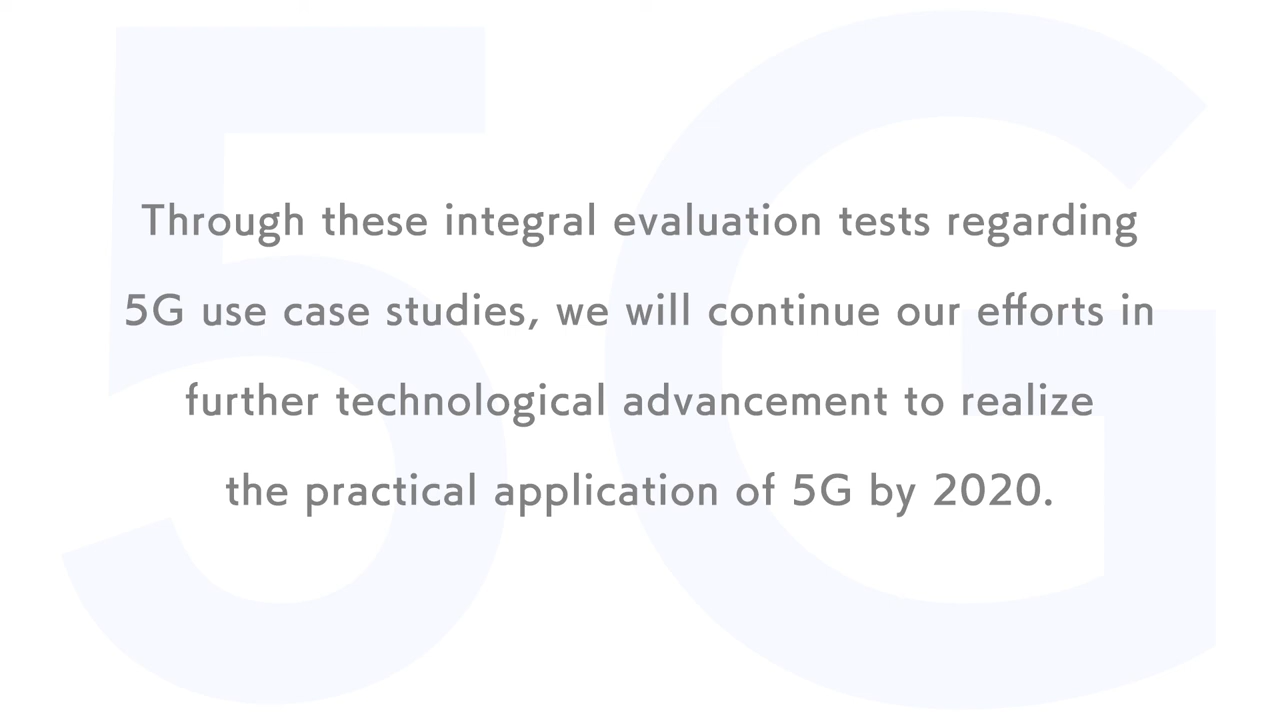 5G
Through these integral evaluation tests regarding
5G use case studies, we will continue our efforts in
further technological advancement to realize
the practical application of 5G by 2020.